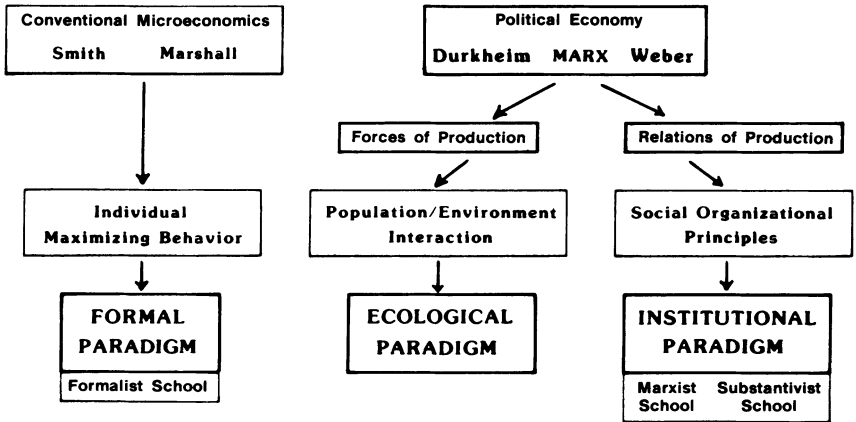 Conventional Microeconomics
Smith Marshall
Political Economy
Durkheim MARX Weber
Forces of Production
Relations of Production
Individual
Maximizing Behavior
Population/Environment
Interaction
Social Organizational
Principles
FORMAL
PARADIGM
Formalist School
ECOLOGICAL
PARADIGM
INSTITUTIONAL
PARADIGM
Marxist
School
Substantivist
School